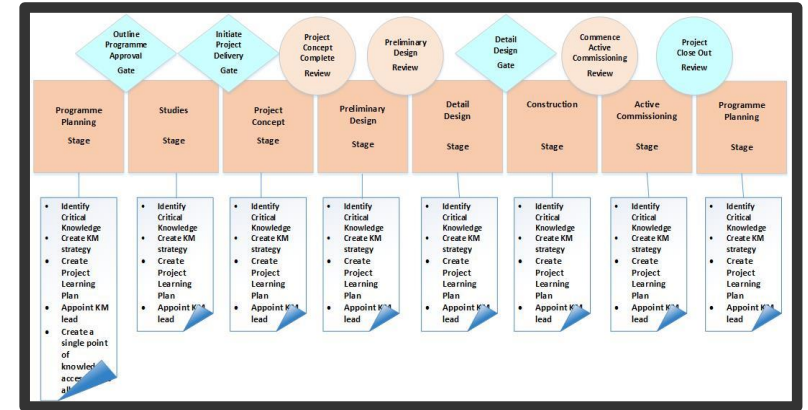 Outline
Programme
Approval
Gate
Initiate
Project
Delivery
Gate
Project
Concept
Complete
Review
Preliminary
Design
Review
Detail
Design
Gate
Commence
Active
Commissioning
Review
Project
Close Out
Review
Programme
Planning
Stage
Studies
Stage
Project
Concept
Stage
Preliminary
Design
Stage
Detail
Design
Stage
Construction
Stage
Active
Commissioning
Stage
Programme
Planning
Stage
• Identify
Critical
Knowledge
• Create KM
strategy
• Create
Project
Learning
Plan
• Appoint KM
lead
• Create a
single point
of
• Identify
Critical
Knowledge
• Create KM
strategy
• Create
Project
Learning
Plan
• Appoint KM
lead
• Identify
Critical
Knowledge
• Create KM
strategy
• Create
Project
Learning
Plan
• Appoint KM
lead
• Identify
Critical
Knowledge
• Create KM
strategy
• Create
Project
Learning
Plan
• Appoint KM
lead
• Identify
Critical
Knowledge
• Create KM
strategy
• Create
Project
Learning
Plan
• Appoint KM
lead
• Identify
Critical
Knowledge
• Create KM
strategy
• Create
Project
Learning
Plan
• Appoint KM
lead
• Identify
Critical
Knowledge
• Create KM
strategy
• Create
Project
Learning
Plan
• Appoint KM
lead
• Identify
Critical
Knowledge
• Create KM
strategy
• Create
Project
Learning
Plan
• Appoint KM
lead